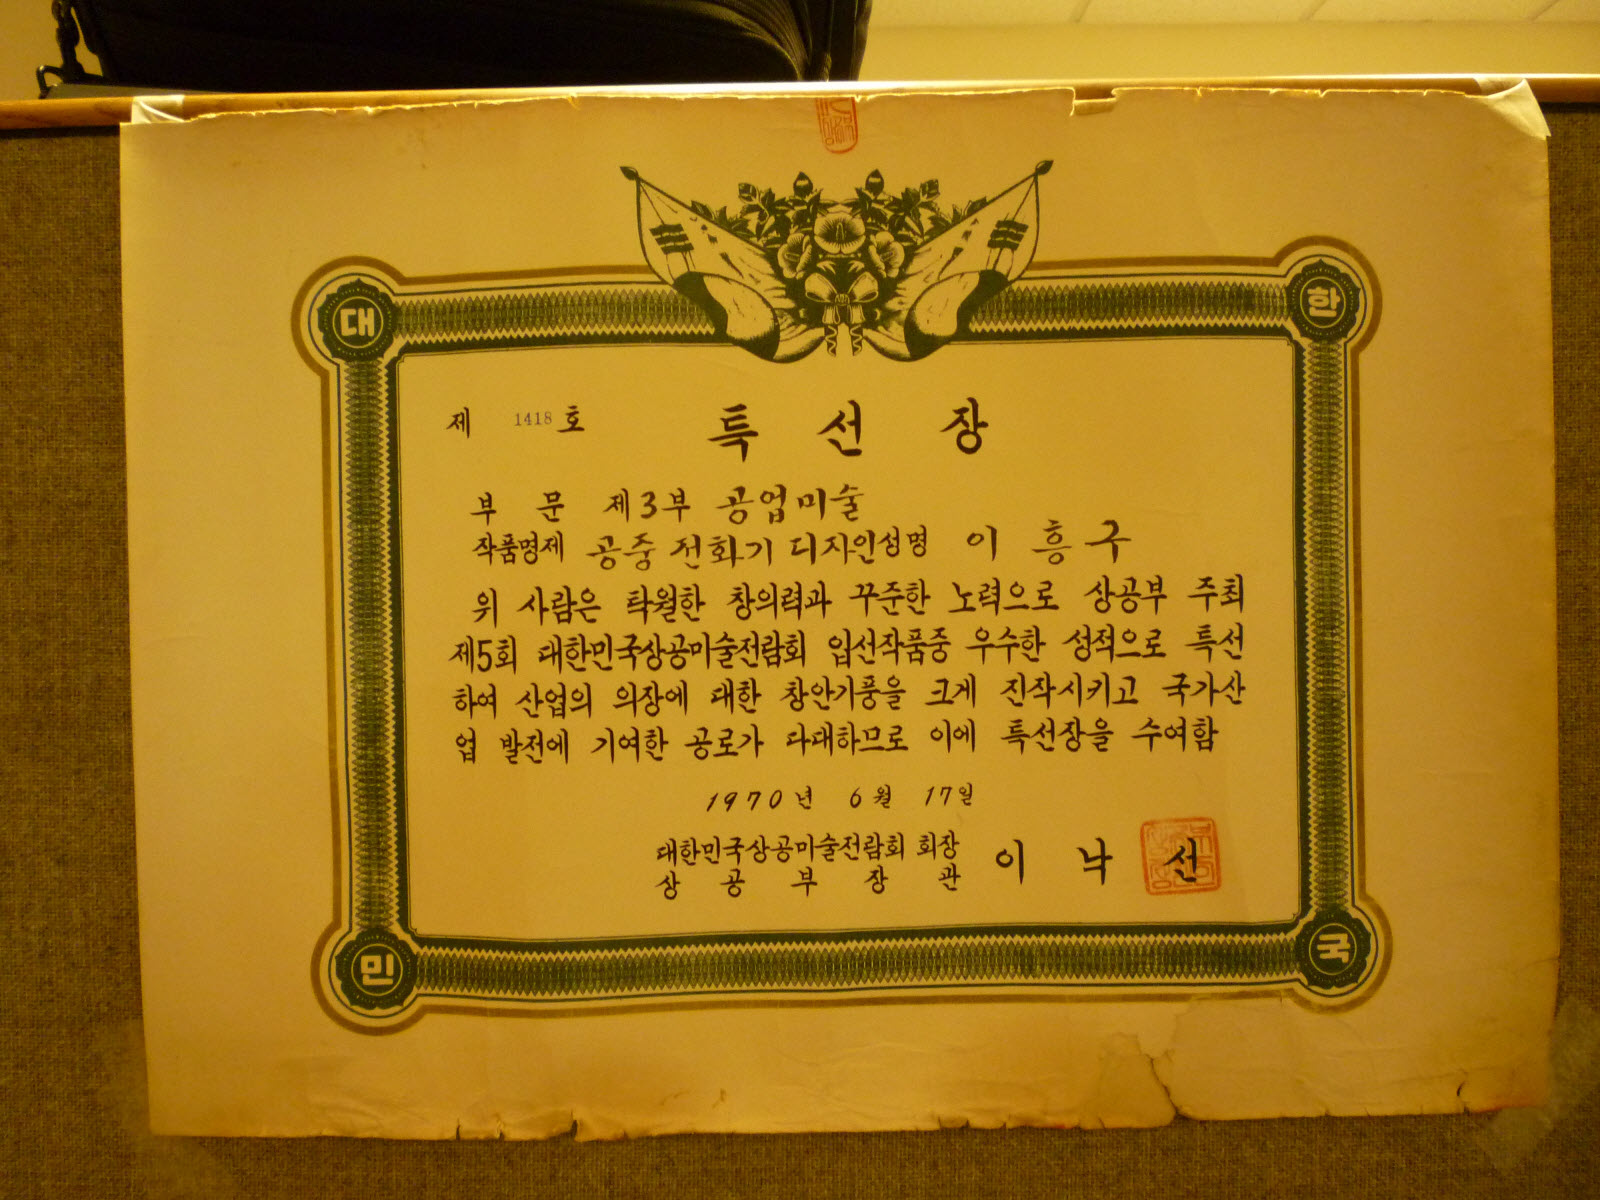 대 한
제 1418 호 특 선 장
부 문 제3부 공업미술
작품명제 공중 전화기 디자인 성명 이 흥 구
위 사람은 탁월한 창의력과 꾸준한 노력으로 상공부 주최
제5회 대한민국상공미술전람회 입선작품중 우수한 성적으로 특선
하여 산업의 의장에 대한 창안기풍을 크게 진작시키고 국가산
업 발전에 기여한 공로가 다대하므로 이에 특선장을 수여함
1970년 6월 17일
대한민국상공미술전람회 회장
상 공 부 장 관 이 낙 선
민 국